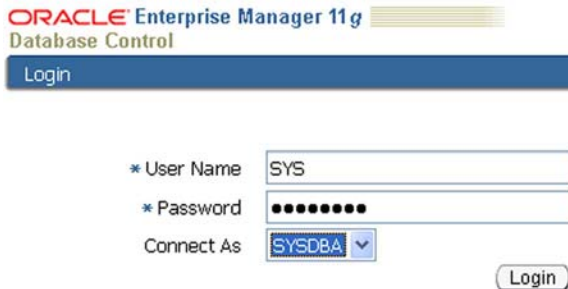 ORACLE Enterprise Manager 11g
Database Control
Login
* User Name SYS
* Password ●●●●●●●●
Connect As SYSDBA
Login